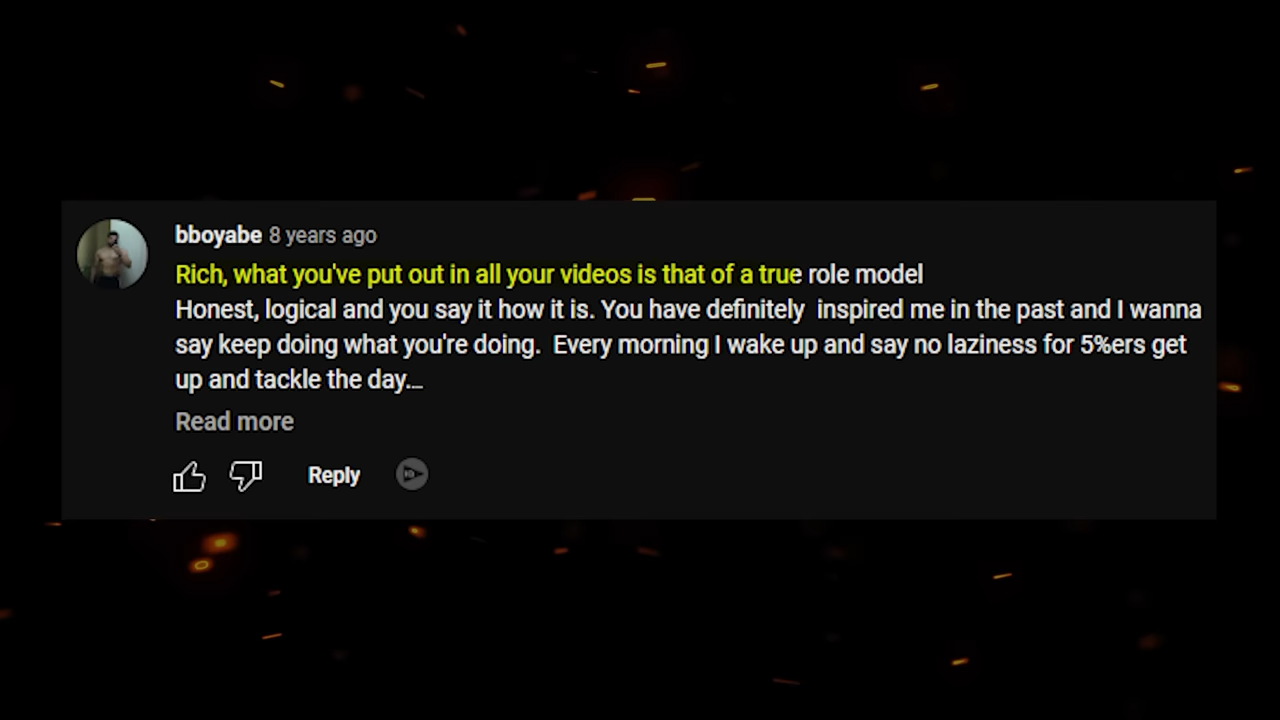 bboyabe 8 years ago
Rich, what you've put out in all your videos is that of a true role model
Honest, logical and you say it how it is. You have definitely  inspired me in the past and I wanna
say keep doing what you're doing.  Every morning I wake up and say no laziness for 5%ers get
up and tackle the day...
Read more
Reply